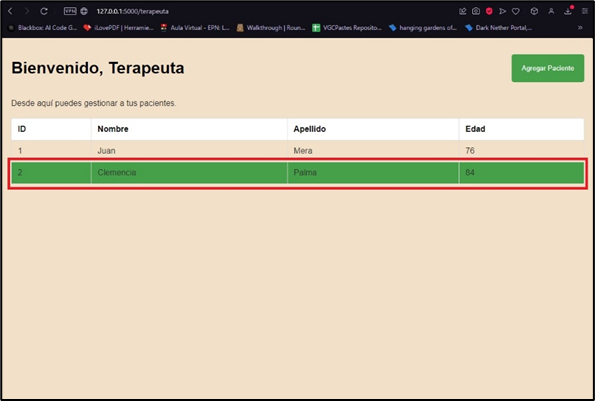 VPN 127.0.0.1:5000/terapeuta
Blackbox: AI Code G... iLovePDF | Herramie... Aula Virtual – EPN: I... Walkthrough | Roun... VGCPastes Reposito... hanging gardens of... Dark Nether Portal,...
Bienvenido, Terapeuta
Agregar Paciente
Desde aquí puedes gestionar a tus pacientes.
ID Nombre Apellido Edad
1 Juan Mera 76
2 Clemencia Palma 84